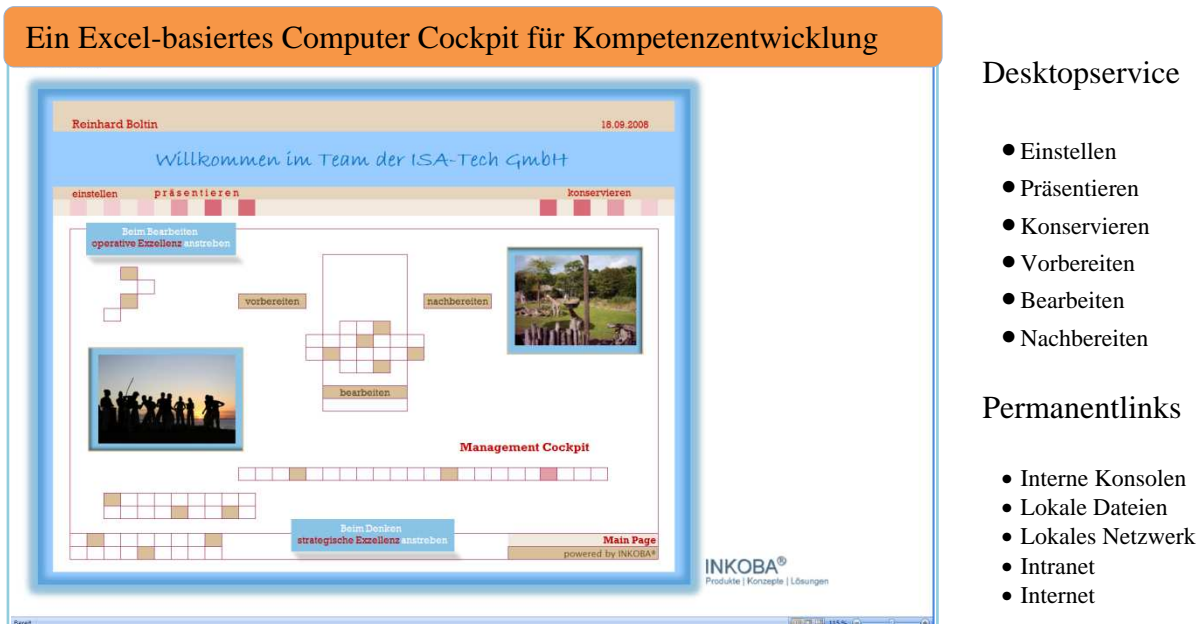 Ein Excel-basiertes Computer Cockpit für Kompetenzentwicklung
Reinhard Boltin
18.09.2008
Willkommen im Team der ISA-Tech GmbH
einstellen
präsentieren
konservieren
Beim Bearbeiten
operative Exzellenz anstreben
vorbereiten
nachbereiten
bearbeiten
Management Cockpit
Beim Denken
strategische Exzellenz anstreben
Main Page
powered by INKOBA®
INKOBA®
Produkte | Konzepte | Lösungen
Bereit
115 %
Desktopservice
• Einstellen
• Präsentieren
• Konservieren
• Vorbereiten
• Bearbeiten
• Nachbereiten
Permanentlinks
• Interne Konsolen
• Lokale Dateien
• Lokales Netzwerk
• Intranet
• Internet